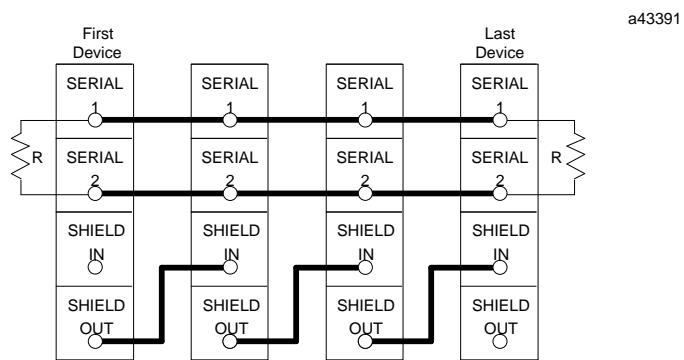 a43391
First
Device
Last
Device
SERIAL
1
SERIAL
1
SERIAL
1
SERIAL
1
R
SERIAL
2
SERIAL
2
SERIAL
2
SERIAL
2
R
SHIELD
IN
SHIELD
IN
SHIELD
IN
SHIELD
IN
SHIELD
OUT
SHIELD
OUT
SHIELD
OUT
SHIELD
OUT